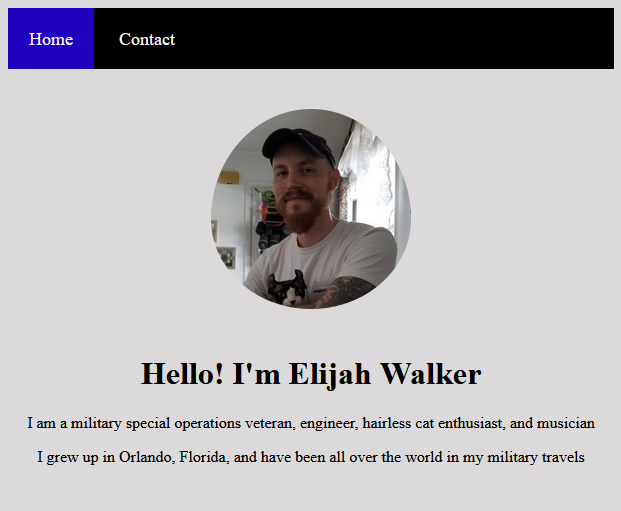 Home Contact
Hello! I'm Elijah Walker
I am a military special operations veteran, engineer, hairless cat enthusiast, and musician
I grew up in Orlando, Florida, and have been all over the world in my military travels